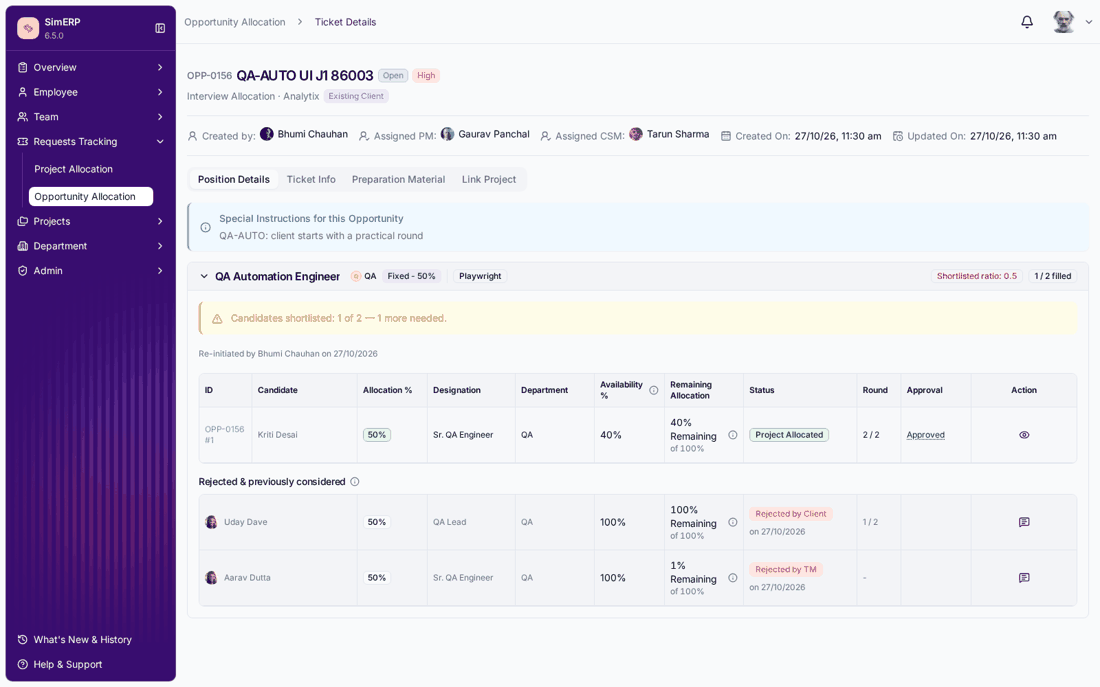 SimERP
6.5.0
Overview
Employee
Team
Requests Tracking
Project Allocation
Opportunity Allocation
Projects
Department
Admin
What's New & History
Help & Support
Opportunity Allocation > Ticket Details
OPP-0156 QA-AUTO UI J1 86003 Open High
Interview Allocation · Analytix Existing Client
Created by: Bhumi Chauhan Assigned PM: Gaurav Panchal Assigned CSM: Tarun Sharma Created On: 27/10/26, 11:30 am Updated On: 27/10/26, 11:30 am
Position Details Ticket Info Preparation Material Link Project
Special Instructions for this Opportunity
QA-AUTO: client starts with a practical round
QA Automation Engineer QA Fixed - 50% Playwright Shortlisted ratio: 0.5 1 / 2 filled
Candidates shortlisted: 1 of 2 — 1 more needed.
Re-initiated by Bhumi Chauhan on 27/10/2026
ID Candidate Allocation % Designation Department Availability % Remaining Allocation Status Round Approval Action
OPP-0156 #1 Kriti Desai 50% Sr. QA Engineer QA 40% 40% Remaining of 100% Project Allocated 2 / 2 Approved
Rejected & previously considered
Uday Dave 50% QA Lead QA 100% 100% Remaining of 100% Rejected by Client on 27/10/2026 1 / 2
Aarav Dutta 50% Sr. QA Engineer QA 100% 1% Remaining of 100% Rejected by TM on 27/10/2026 -